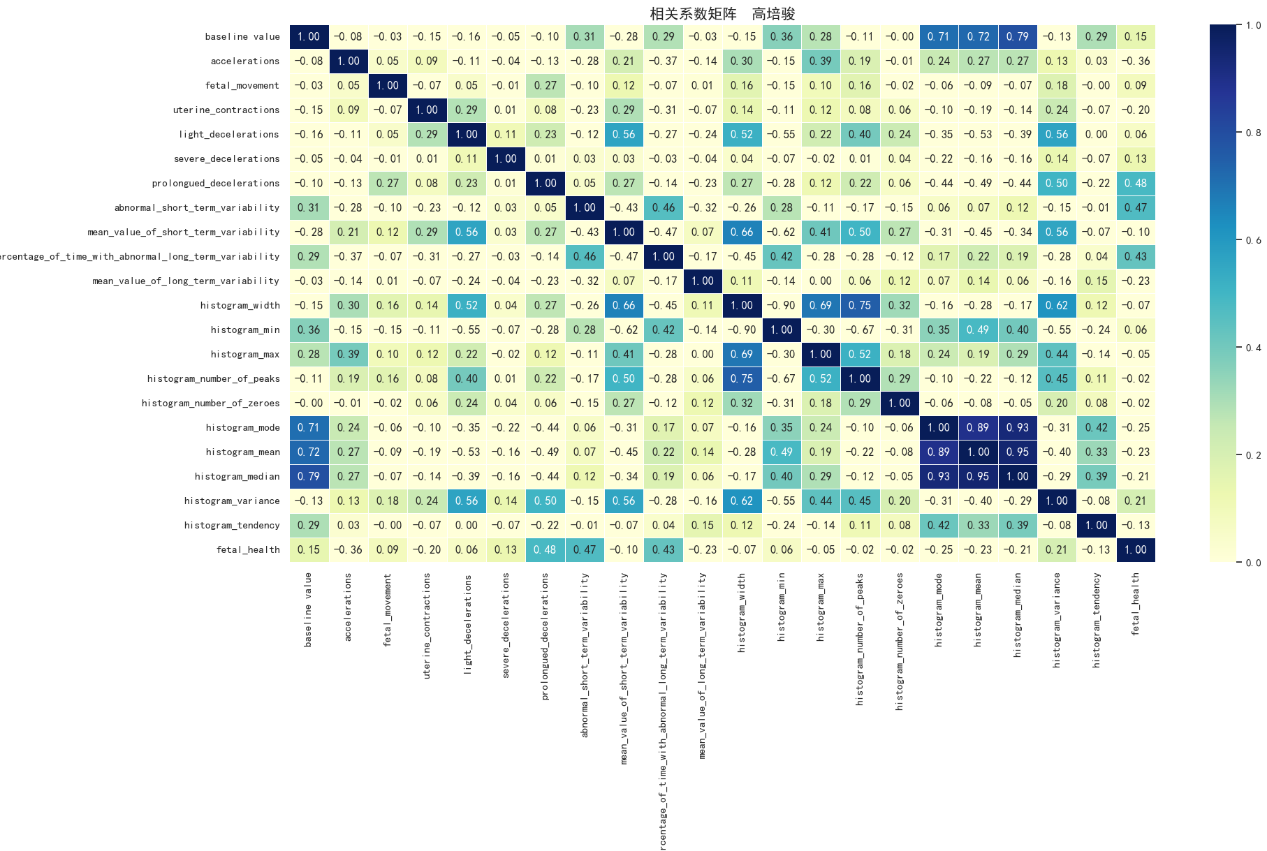 相关系数矩阵 高培骏
baseline value 1.00 -0.08 -0.03 -0.15 -0.16 -0.05 -0.10 0.31 -0.28 0.29 -0.03 -0.15 0.36 0.28 -0.11 -0.00 0.71 0.72 0.79 -0.13 0.29 0.15
accelerations -0.08 1.00 0.05 0.09 -0.11 -0.04 -0.13 -0.28 0.21 -0.37 -0.14 0.30 -0.15 0.39 0.19 -0.01 0.24 0.27 0.27 0.13 0.03 -0.36
fetal_movement -0.03 0.05 1.00 -0.07 0.05 -0.01 0.27 -0.10 0.12 -0.07 0.01 0.16 -0.15 0.10 0.16 -0.02 -0.06 -0.09 -0.07 0.18 -0.00 0.09
uterine_contractions -0.15 0.09 -0.07 1.00 0.29 0.01 0.08 -0.23 0.29 -0.31 -0.07 0.14 -0.11 0.12 0.08 0.06 -0.10 -0.19 -0.14 0.24 -0.07 -0.20
light_decelerations -0.16 -0.11 0.05 0.29 1.00 0.11 0.23 -0.12 0.56 -0.27 -0.24 0.52 -0.55 0.22 0.40 0.24 -0.35 -0.53 -0.39 0.56 0.00 0.06
severe_decelerations -0.05 -0.04 -0.01 0.01 0.11 1.00 0.01 0.03 0.03 -0.03 -0.04 0.04 -0.07 -0.02 0.01 0.04 -0.22 -0.16 -0.16 0.14 -0.07 0.13
prolongued_decelerations -0.10 -0.13 0.27 0.08 0.23 0.01 1.00 0.05 0.27 -0.14 -0.23 0.27 -0.28 0.12 0.22 0.06 -0.44 -0.49 -0.44 0.50 -0.22 0.48
abnormal_short_term_variability 0.31 -0.28 -0.10 -0.23 -0.12 0.03 0.05 1.00 -0.43 0.46 -0.32 -0.26 0.28 -0.11 -0.17 -0.15 0.06 0.07 0.12 -0.15 -0.01 0.47
mean_value_of_short_term_variability -0.28 0.21 0.12 0.29 0.56 0.03 0.27 -0.43 1.00 -0.47 0.07 0.66 -0.62 0.41 0.50 0.27 -0.31 -0.45 -0.34 0.56 -0.07 -0.10
rcentage_of_time_with_abnormal_long_term_variability 0.29 -0.37 -0.07 -0.31 -0.27 -0.03 -0.14 0.46 -0.47 1.00 -0.17 -0.45 0.42 -0.28 -0.28 -0.12 0.17 0.22 0.19 -0.28 0.04 0.43
mean_value_of_long_term_variability -0.03 -0.14 0.01 -0.07 -0.24 -0.04 -0.23 -0.32 0.07 -0.17 1.00 0.11 -0.14 0.00 0.06 0.12 0.07 0.14 0.06 -0.16 0.15 -0.23
histogram_width -0.15 0.30 0.16 0.14 0.52 0.04 0.27 -0.26 0.66 -0.45 0.11 1.00 -0.90 0.69 0.75 0.32 -0.16 -0.28 -0.17 0.62 0.12 -0.07
histogram_min 0.36 -0.15 -0.15 -0.11 -0.55 -0.07 -0.28 0.28 -0.62 0.42 -0.14 -0.90 1.00 -0.30 -0.67 -0.31 0.35 0.49 0.40 -0.55 -0.24 0.06
histogram_max 0.28 0.39 0.10 0.12 0.22 -0.02 0.12 -0.11 0.41 -0.28 0.00 0.69 -0.30 1.00 0.52 0.18 0.24 0.19 0.29 0.44 -0.14 -0.05
histogram_number_of_peaks -0.11 0.19 0.16 0.08 0.40 0.01 0.22 -0.17 0.50 -0.28 0.06 0.75 -0.67 0.52 1.00 0.29 -0.10 -0.22 -0.12 0.45 0.11 -0.02
histogram_number_of_zeroes -0.00 -0.01 -0.02 0.06 0.24 0.04 0.06 -0.15 0.27 -0.12 0.12 0.32 -0.31 0.18 0.29 1.00 -0.06 -0.08 -0.05 0.20 0.08 -0.02
histogram_mode 0.71 0.24 -0.06 -0.10 -0.35 -0.22 -0.44 0.06 -0.31 0.17 0.07 -0.16 0.35 0.24 -0.10 -0.06 1.00 0.89 0.93 -0.31 0.42 -0.25
histogram_mean 0.72 0.27 -0.09 -0.19 -0.53 -0.16 -0.49 0.07 -0.45 0.22 0.14 -0.28 0.49 0.19 -0.22 -0.08 0.89 1.00 0.95 -0.40 0.33 -0.23
histogram_median 0.79 0.27 -0.07 -0.14 -0.39 -0.16 -0.44 0.12 -0.34 0.19 0.06 -0.17 0.40 0.29 -0.12 -0.05 0.93 0.95 1.00 -0.29 0.39 -0.21
histogram_variance -0.13 0.13 0.18 0.24 0.56 0.14 0.50 -0.15 0.56 -0.28 -0.16 0.62 -0.55 0.44 0.45 0.20 -0.31 -0.40 -0.29 1.00 -0.08 0.21
histogram_tendency 0.29 0.03 -0.00 -0.07 0.00 -0.07 -0.22 -0.01 -0.07 0.04 0.15 0.12 -0.24 -0.14 0.11 0.08 0.42 0.33 0.39 -0.08 1.00 -0.13
fetal_health 0.15 -0.36 0.09 -0.20 0.06 0.13 0.48 0.47 -0.10 0.43 -0.23 -0.07 0.06 -0.05 -0.02 -0.02 -0.25 -0.23 -0.21 0.21 -0.13 1.00
baseline value
accelerations
fetal_movement
uterine_contractions
light_decelerations
severe_decelerations
prolongued_decelerations
abnormal_short_term_variability
mean_value_of_short_term_variability
rcentage_of_time_with_abnormal_long_term_variability
mean_value_of_long_term_variability
histogram_width
histogram_min
histogram_max
histogram_number_of_peaks
histogram_number_of_zeroes
histogram_mode
histogram_mean
histogram_median
histogram_variance
histogram_tendency
fetal_health
1.0
0.8
0.6
0.4
0.2
0.0